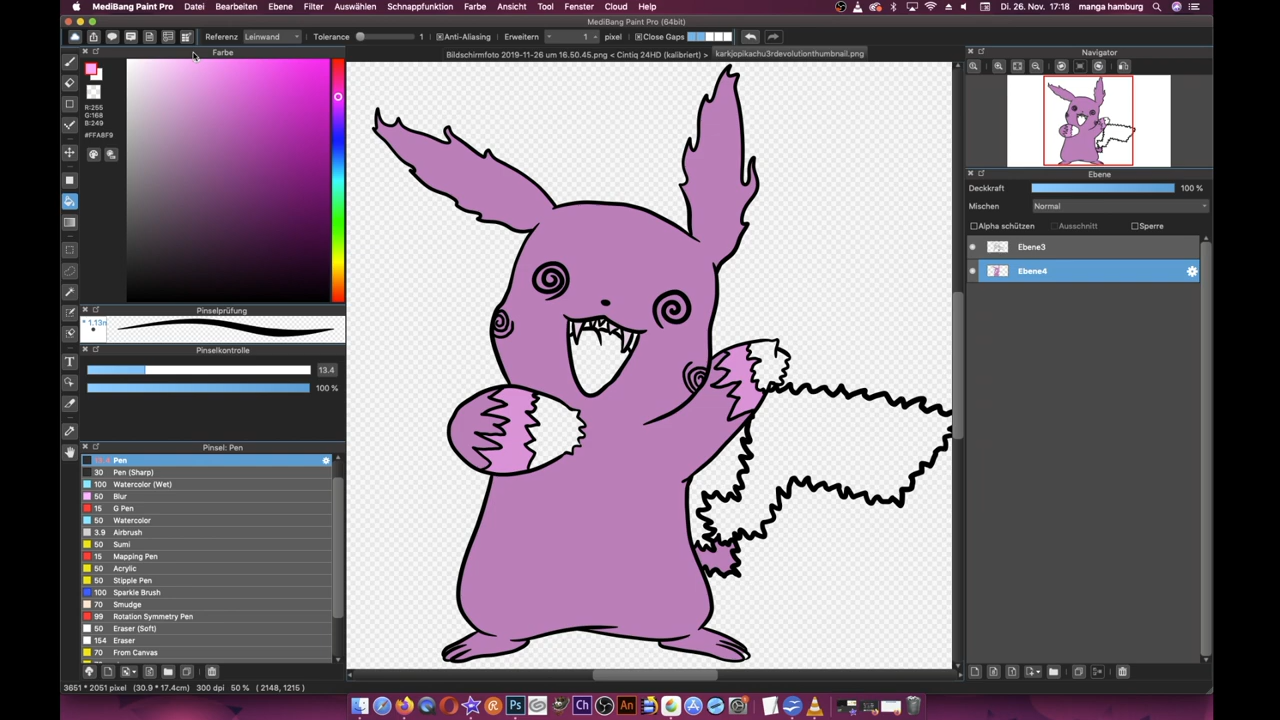 MediBang Paint Pro Datei Bearbeiten Ebene Filter Auswählen Schnappfunktion Farbe Ansicht Tool Fenster Cloud Help Di. 26. Nov. 17:18 manga hamburg
MediBang Paint Pro (64bit)
Referenz Leinwand Tolerance 1 Anti-Aliasing Erweitern 1 pixel Close Gaps
Farbe
Bildschirmfoto 2019-11-26 um 16.50.45.png < Cintiq 24HD (kalibriert) >
karkjopikachu3rdevolutionthumbnail.png
Navigator
R:255
G:168
B:249
#FFA8F9
Ebene
Deckkraft 100 %
Mischen Normal
Alpha schützen Ausschnitt Sperre
Ebene3
Ebene4
Pinselprüfung
Pinselkontrolle
13.4
100 %
Pinsel: Pen
13.4 Pen
30 Pen (Sharp)
100 Watercolor (Wet)
50 Blur
15 G Pen
50 Watercolor
3.9 Airbrush
50 Sumi
15 Mapping Pen
50 Acrylic
50 Stipple Pen
100 Sparkle Brush
70 Smudge
99 Rotation Symmetry Pen
50 Eraser (Soft)
154 Eraser
70 From Canvas
3651 * 2051 pixel (30.9 * 17.4cm) 300 dpi 50 % ( 2148, 1215 )
Ps Ch An